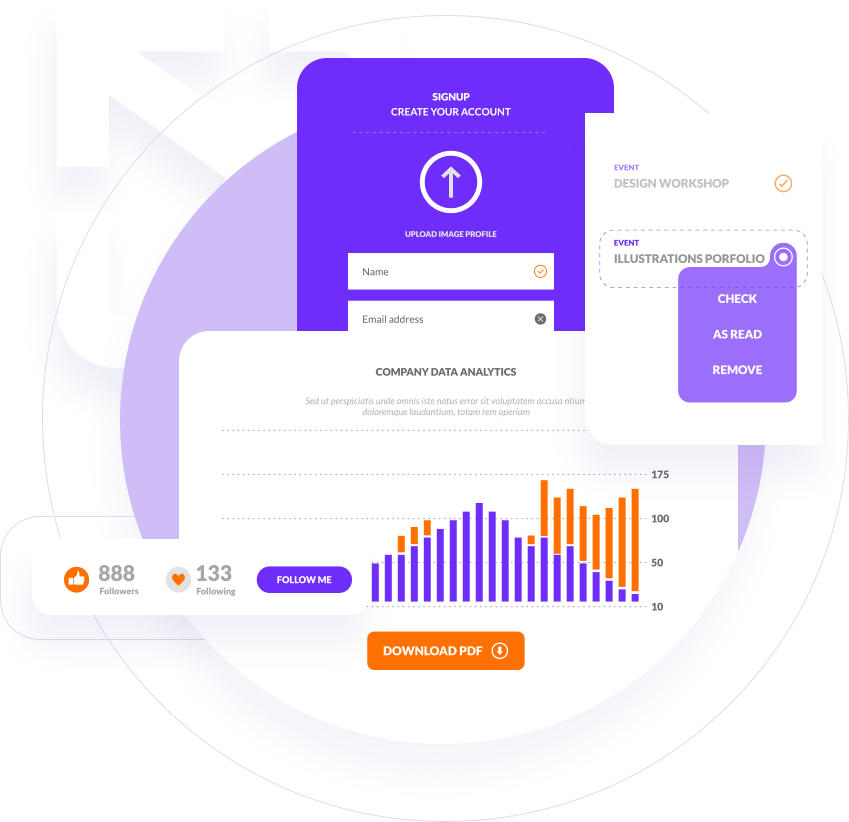 SIGNUP
CREATE YOUR ACCOUNT
UPLOAD IMAGE PROFILE
Name
Email address
EVENT
DESIGN WORKSHOP
EVENT
ILLUSTRATIONS PORFOLIO
CHECK
AS READ
REMOVE
COMPANY DATA ANALYTICS
Sed ut perspiciatis unde omnis iste natus error sit voluptatem accusa ntium
doloremque laudantium, totam rem aperiam
175
100
50
10
888
Followers
133
Following
FOLLOW ME
DOWNLOAD PDF